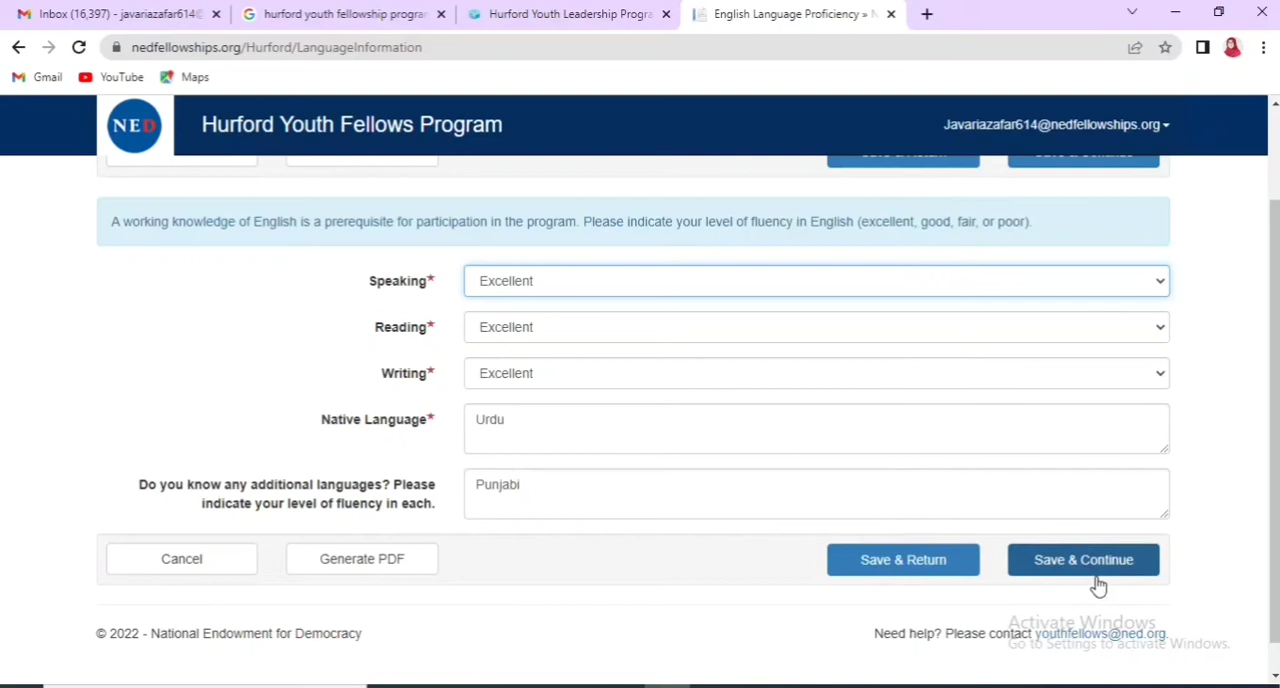 Inbox (16,397) - javariazafar614@
hurford youth fellowship program
Hurford Youth Leadership Progra
English Language Proficiency » N
nedfellowships.org/Hurford/LanguageInformation
Gmail
YouTube
Maps
NED
Hurford Youth Fellows Program
Javariazafar614@nedfellowships.org
A working knowledge of English is a prerequisite for participation in the program. Please indicate your level of fluency in English (excellent, good, fair, or poor).
Speaking*
Excellent
Reading*
Excellent
Writing*
Excellent
Native Language*
Urdu
Do you know any additional languages? Please
indicate your level of fluency in each.
Punjabi
Cancel
Generate PDF
Save & Return
Save & Continue
© 2022 - National Endowment for Democracy
Need help? Please contact youthfellows@ned.org.
Activate Windows
Go to Settings to activate Windows.